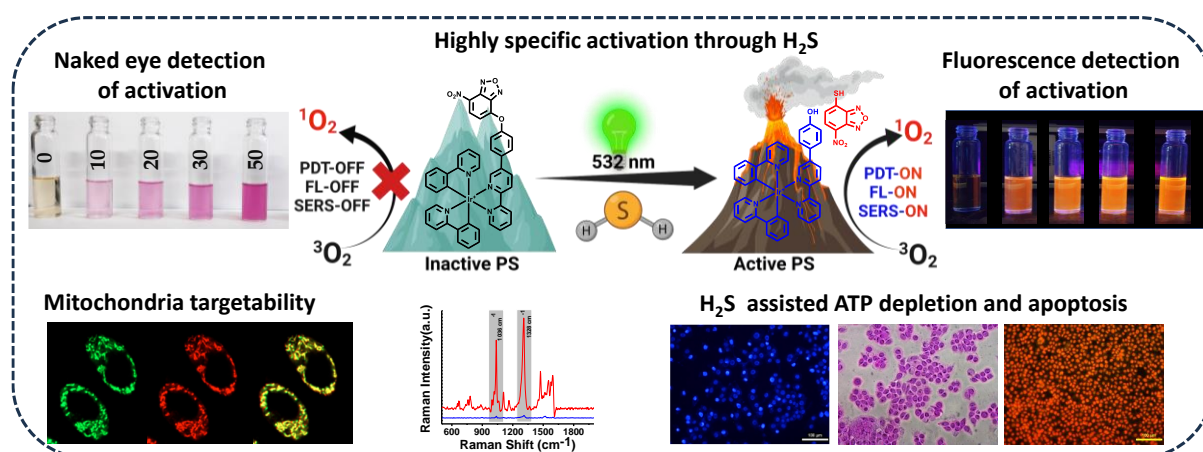 Highly specific activation through H₂S
Naked eye detection
of activation
0
10
20
30
50
¹O₂
PDT-OFF
FL-OFF
SERS-OFF
³O₂
O₂N
N
O
N
O
N
N
Ir
N
N
N
Inactive PS
532 nm
H
S
H
SH
N
O
N
NO₂
OH
N
N
Ir
N
N
N
Active PS
¹O₂
PDT-ON
FL-ON
SERS-ON
³O₂
Fluorescence detection
of activation
Mitochondria targetability
Raman Intensity(a.u.)
600
900
1200
1500
1800
Raman Shift (cm⁻¹)
H₂S assisted ATP depletion and apoptosis
100 µm